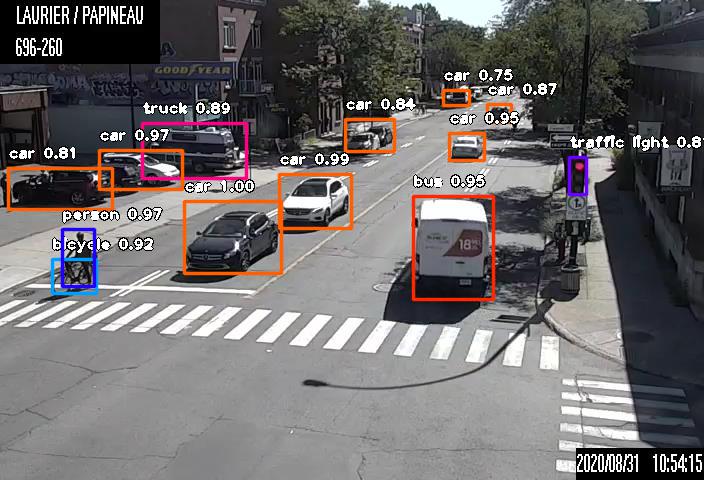 LAURIER / PAPINEAU
696-260
GOODYEAR
car 0.75
car 0.87
truck 0.89
car 0.84
car 0.95
car 0.97
traffic light 0.8
car 0.81
car 0.99
car 1.00
bus 0.95
person 0.97
bicycle 0.92
18
2020/08/31 10:54:15